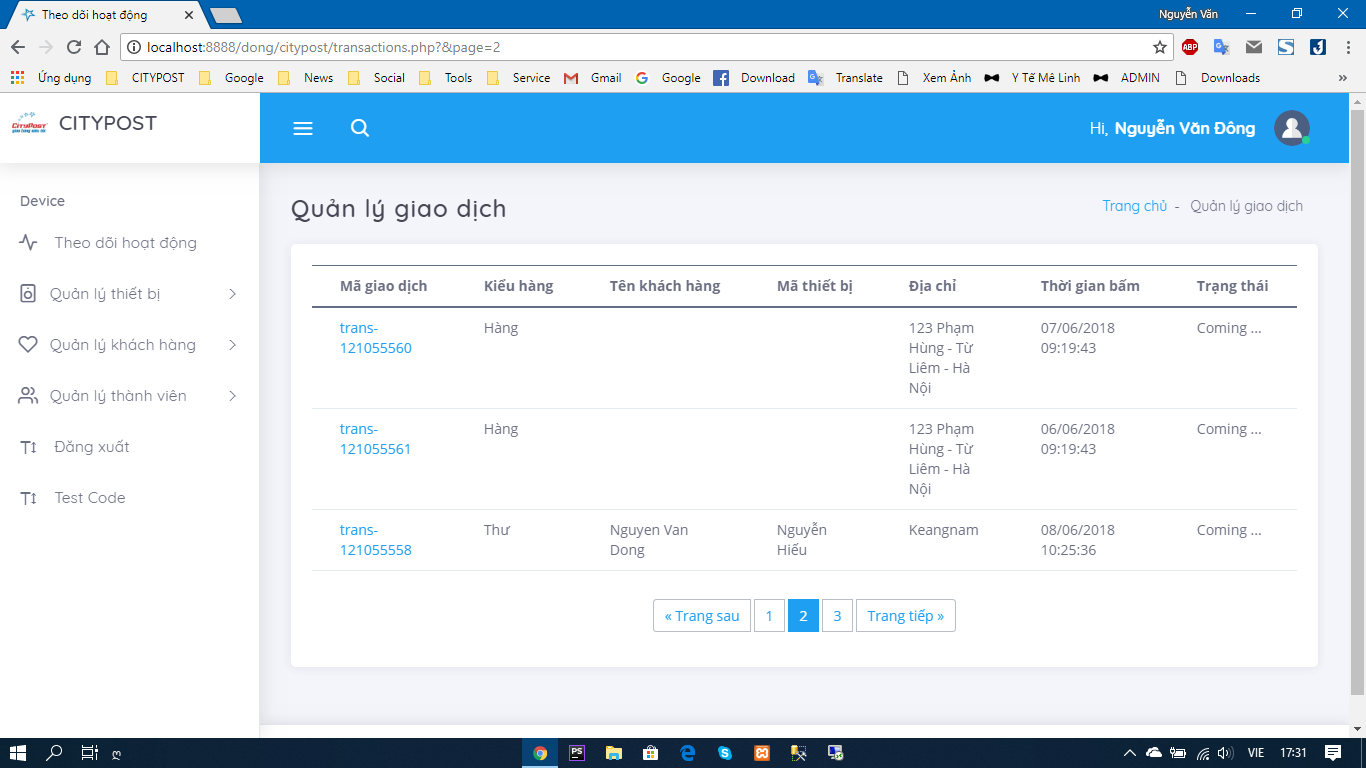 Theo dõi hoạt động
Nguyễn Văn
localhost:8888/dong/citypost/transactions.php?&page=2
ABP
Ứng dụng CITYPOST Google News Social Tools Service Gmail Google Download Translate Xem Ảnh Y Tế Mê Linh ADMIN Downloads »
CITYPOST
Hi, Nguyễn Văn Đông
Device
Theo dõi hoạt động
Quản lý thiết bị
Quản lý khách hàng
Quản lý thành viên
Đăng xuất
Test Code
Quản lý giao dịch
Trang chủ - Quản lý giao dịch
Mã giao dịch Kiểu hàng Tên khách hàng Mã thiết bị Địa chỉ Thời gian bấm Trạng thái
trans- Hàng 123 Phạm 07/06/2018 Coming ...
121055560 Hùng - Từ 09:19:43
Liêm - Hà
Nội
trans- Hàng 123 Phạm 06/06/2018 Coming ...
121055561 Hùng - Từ 09:19:43
Liêm - Hà
Nội
trans- Thư Nguyen Van Nguyễn Keangnam 08/06/2018 Coming ...
121055558 Dong Hiếu 10:25:36
« Trang sau 1 2 3 Trang tiếp »
PS
VIE 17:31